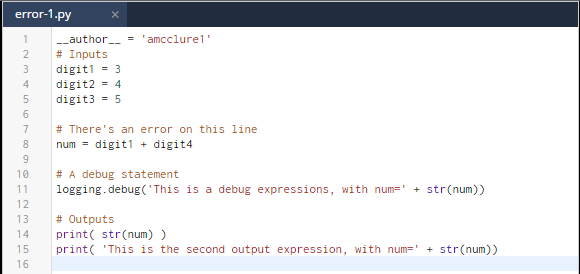 error-1.py ×
1 __author__ = 'amcclure1'
2 # Inputs
3 digit1 = 3
4 digit2 = 4
5 digit3 = 5
6
7 # There's an error on this line
8 num = digit1 + digit4
9
10 # A debug statement
11 logging.debug('This is a debug expressions, with num=' + str(num))
12
13 # Outputs
14 print( str(num) )
15 print( 'This is the second output expression, with num=' + str(num))
16